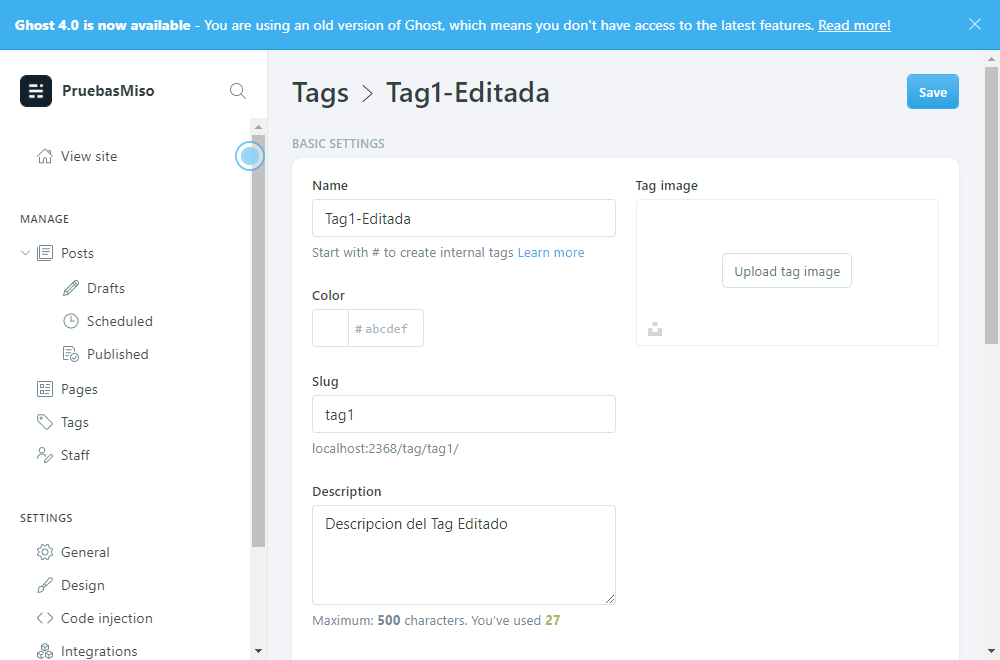 Ghost 4.0 is now available - You are using an old version of Ghost, which means you don't have access to the latest features. Read more!
PruebasMiso
View site
MANAGE
Posts
Drafts
Scheduled
Published
Pages
Tags
Staff
SETTINGS
General
Design
Code injection
Integrations
Tags > Tag1-Editada
Save
BASIC SETTINGS
Name
Tag1-Editada
Start with # to create internal tags Learn more
Color
# abcdef
Slug
tag1
localhost:2368/tag/tag1/
Description
Descripcion del Tag Editado
Maximum: 500 characters. You've used 27
Tag image
Upload tag image